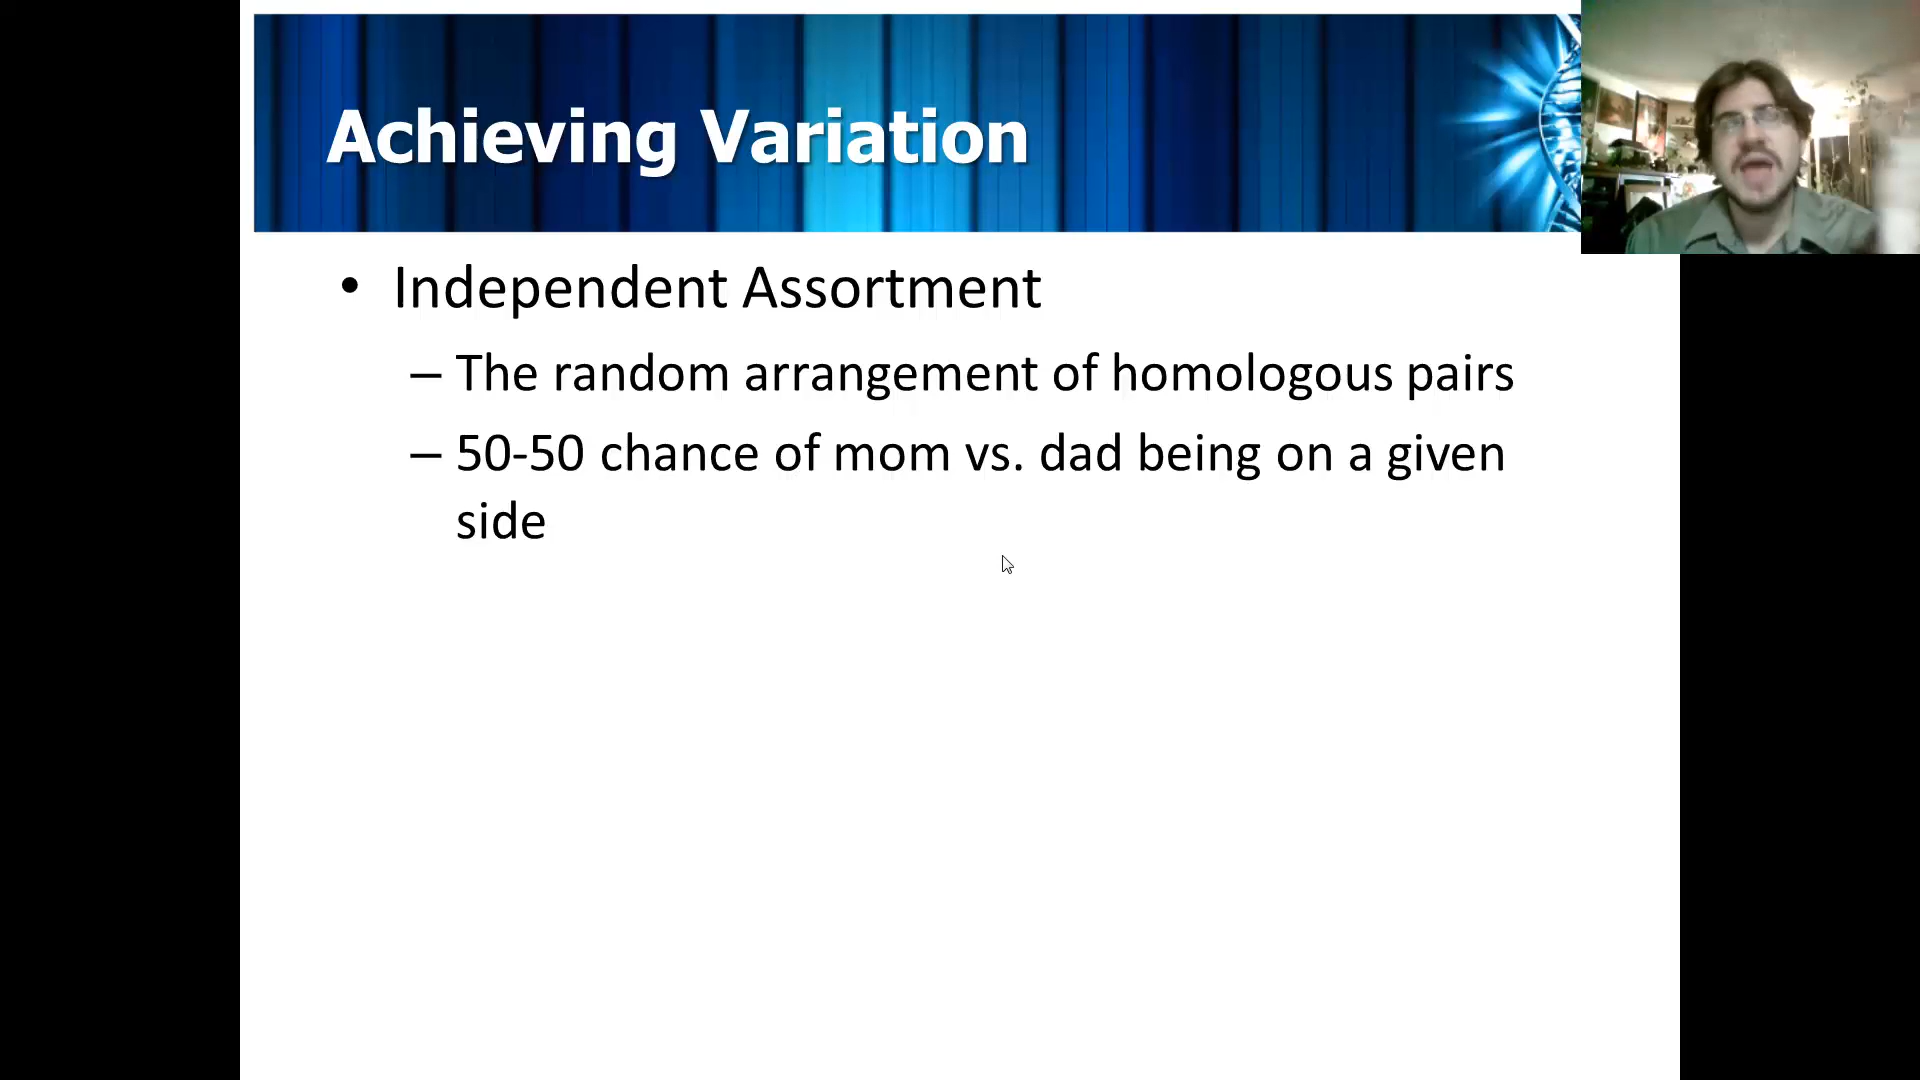 Achieving Variation
• Independent Assortment
– The random arrangement of homologous pairs
– 50-50 chance of mom vs. dad being on a given
side